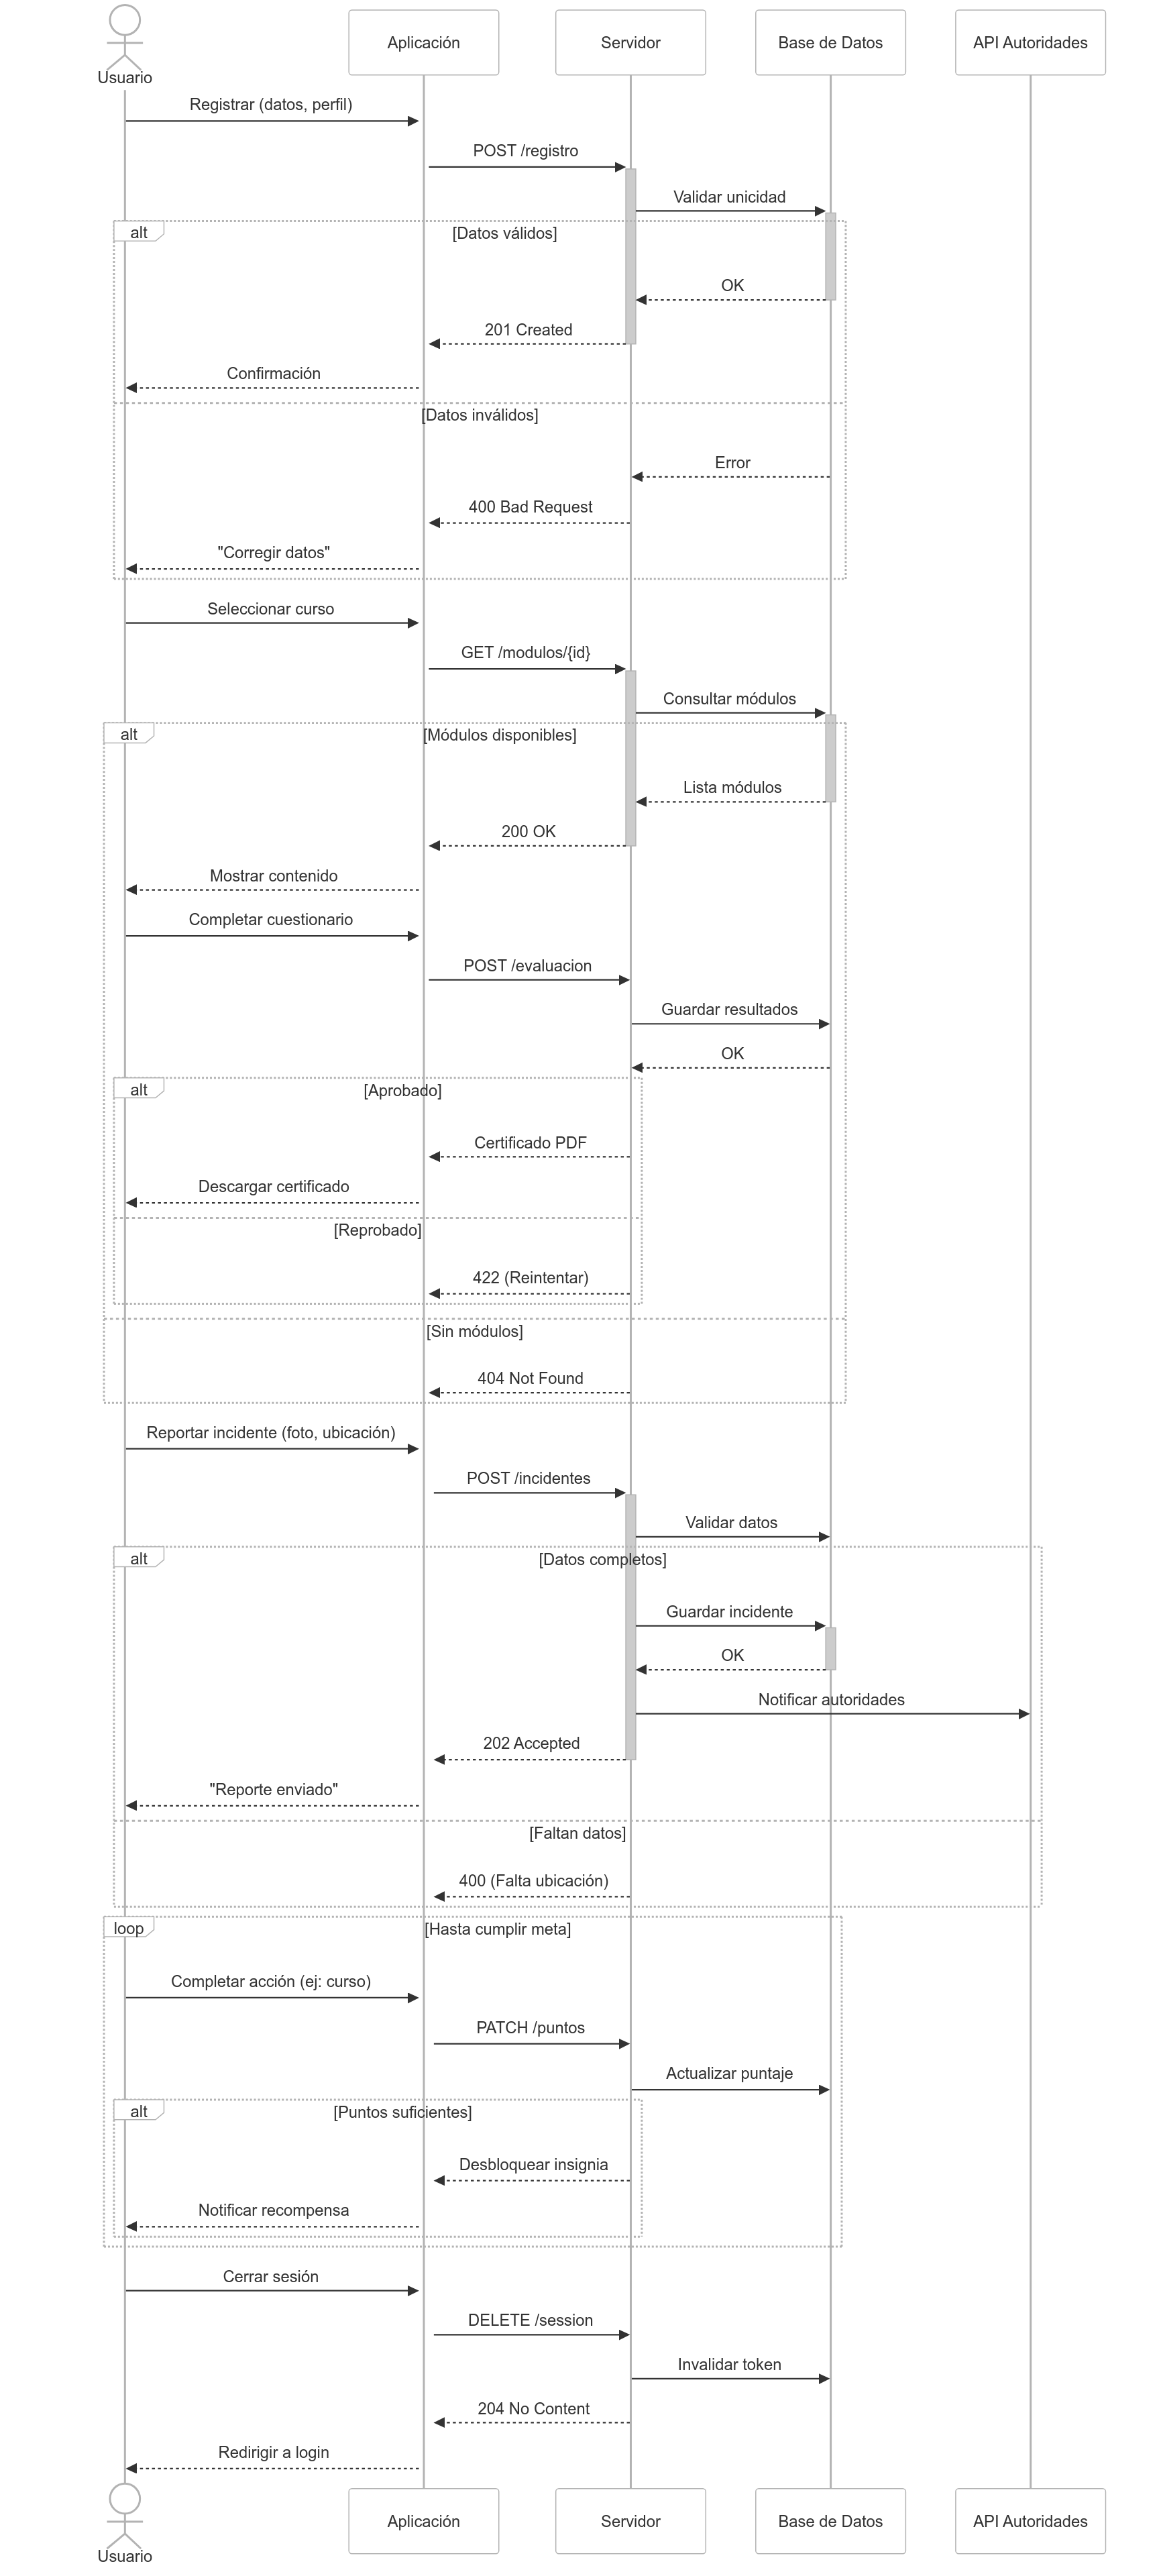 Usuario
Aplicación
Servidor
Base de Datos
API Autoridades
Registrar (datos, perfil)
POST /registro
Validar unicidad
alt
[Datos válidos]
OK
201 Created
Confirmación
[Datos inválidos]
Error
400 Bad Request
"Corregir datos"
Seleccionar curso
GET /modulos/{id}
Consultar módulos
alt
[Módulos disponibles]
Lista módulos
200 OK
Mostrar contenido
Completar cuestionario
POST /evaluacion
Guardar resultados
OK
alt
[Aprobado]
Certificado PDF
Descargar certificado
[Reprobado]
422 (Reintentar)
[Sin módulos]
404 Not Found
Reportar incidente (foto, ubicación)
POST /incidentes
Validar datos
alt
[Datos completos]
Guardar incidente
OK
Notificar autoridades
202 Accepted
"Reporte enviado"
[Faltan datos]
400 (Falta ubicación)
loop
[Hasta cumplir meta]
Completar acción (ej: curso)
PATCH /puntos
Actualizar puntaje
alt
[Puntos suficientes]
Desbloquear insignia
Notificar recompensa
Cerrar sesión
DELETE /session
Invalidar token
204 No Content
Redirigir a login
Usuario
Aplicación
Servidor
Base de Datos
API Autoridades